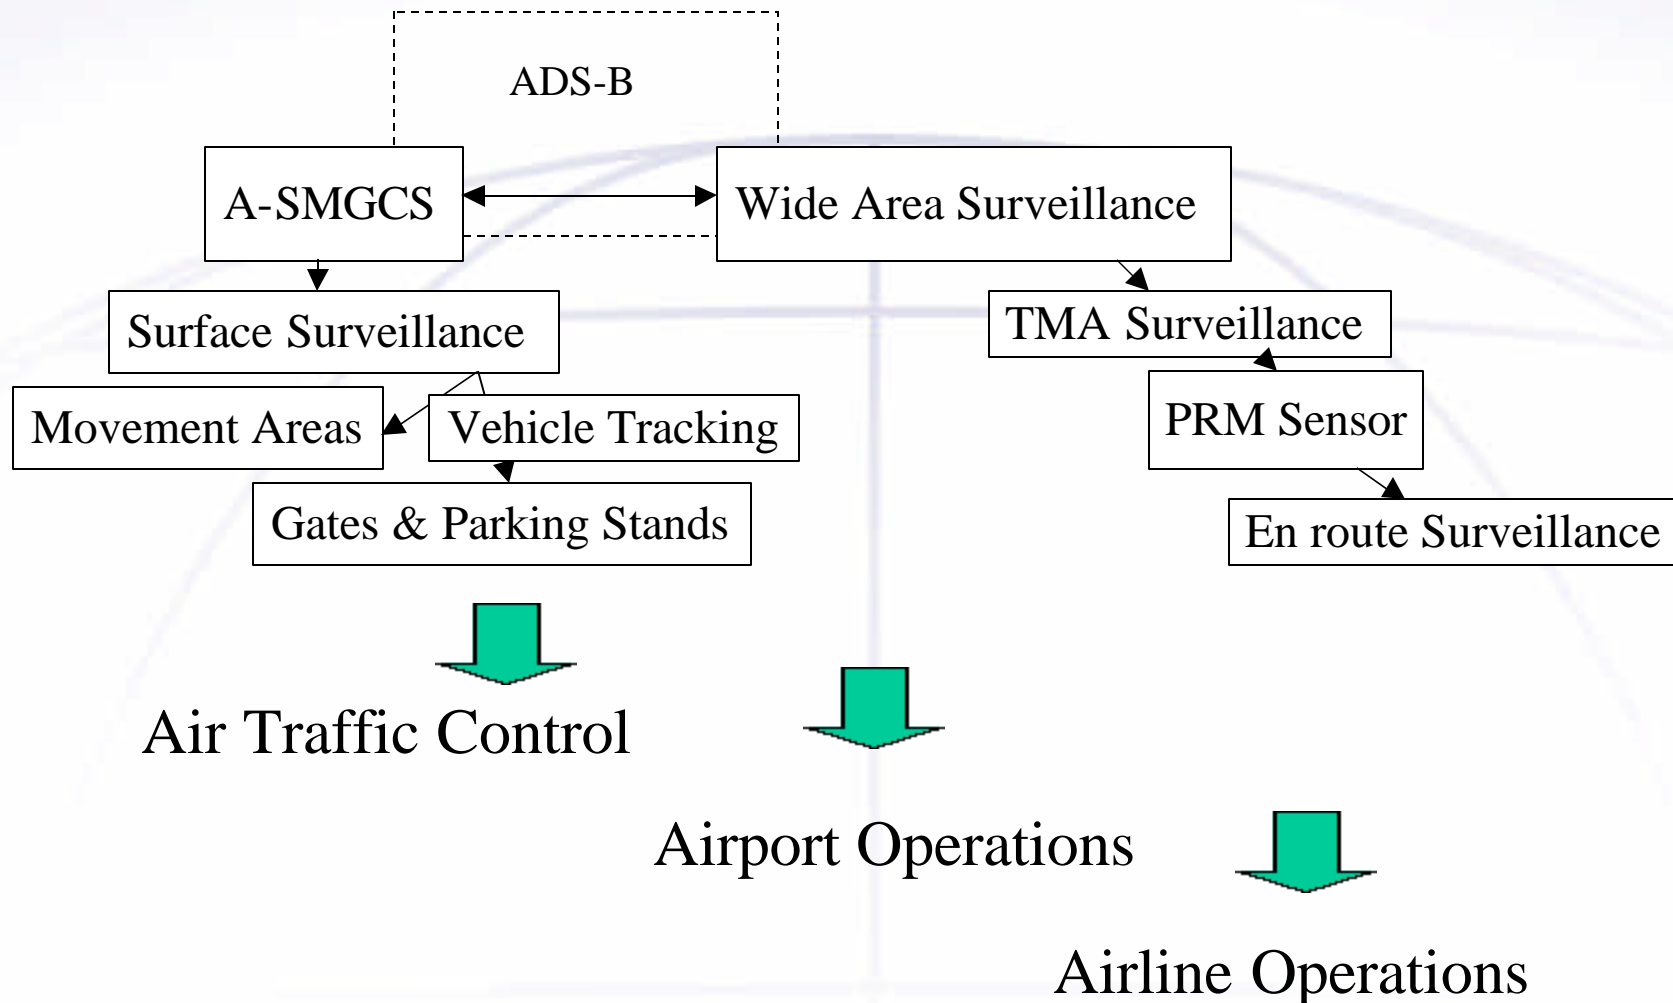 ADS-B
A-SMGCS
Wide Area Surveillance
Surface Surveillance
TMA Surveillance
Movement Areas
Vehicle Tracking
PRM Sensor
Gates & Parking Stands
En route Surveillance
Air Traffic Control
Airport Operations
Airline Operations